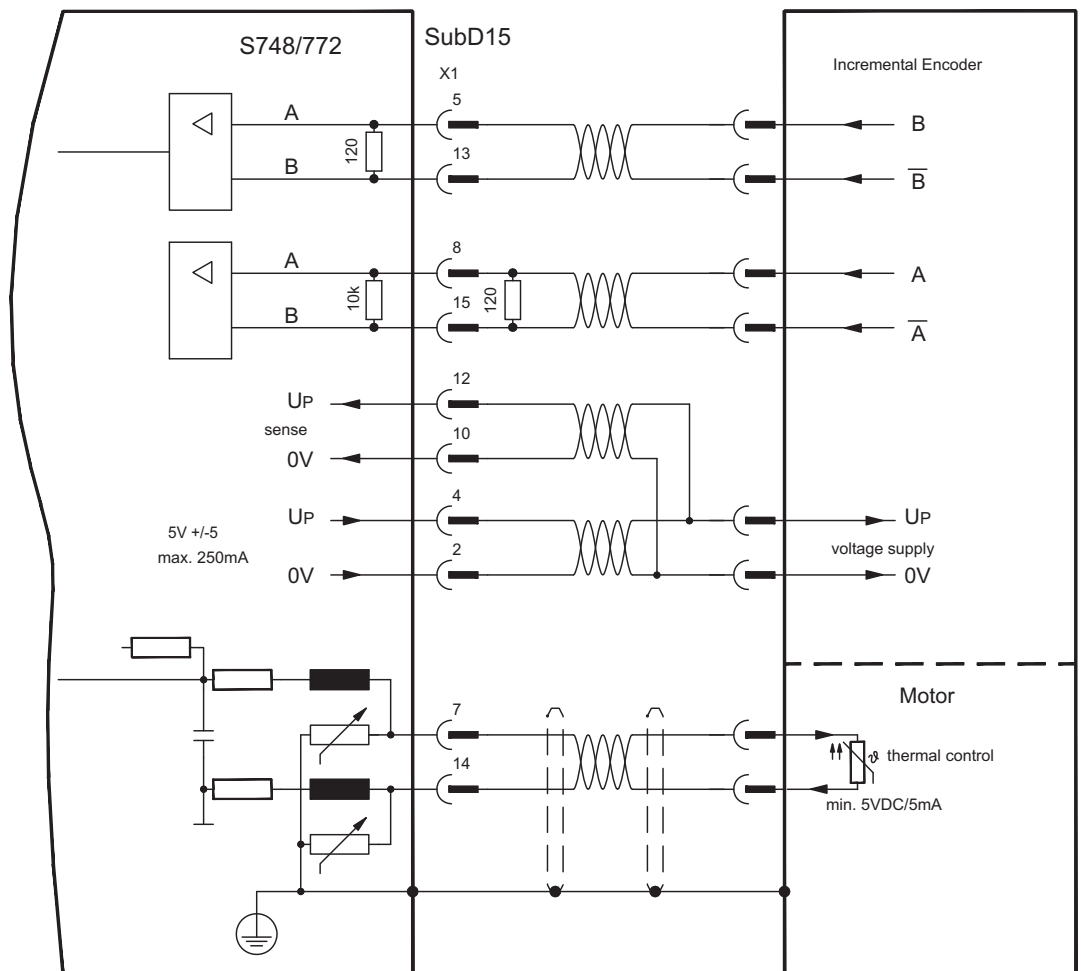 S748/772
SubD15
X1
Incremental Encoder
A
B
120
5
13
B
B̅
A
B
10k
8
15
120
A
A̅
UP
sense
0V
12
10
5V +/-5
max. 250mA
UP
0V
4
2
UP
voltage supply
0V
Motor
7
14
ϑ thermal control
min. 5VDC/5mA